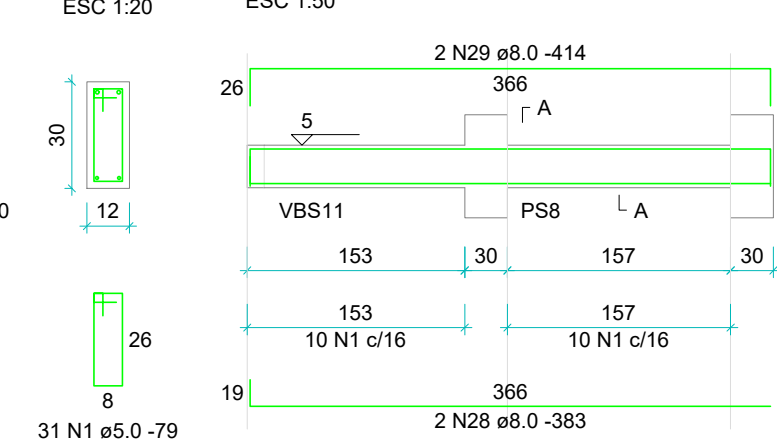 ESC 1:20
ESC 1:50
2 N29 ø8.0 -414
26
366
A
30
5
0
12
VBS11
PS8
A
153
30
157
30
153
157
10 N1 c/16
10 N1 c/16
26
8
31 N1 ø5.0 -79
19
366
2 N28 ø8.0 -383